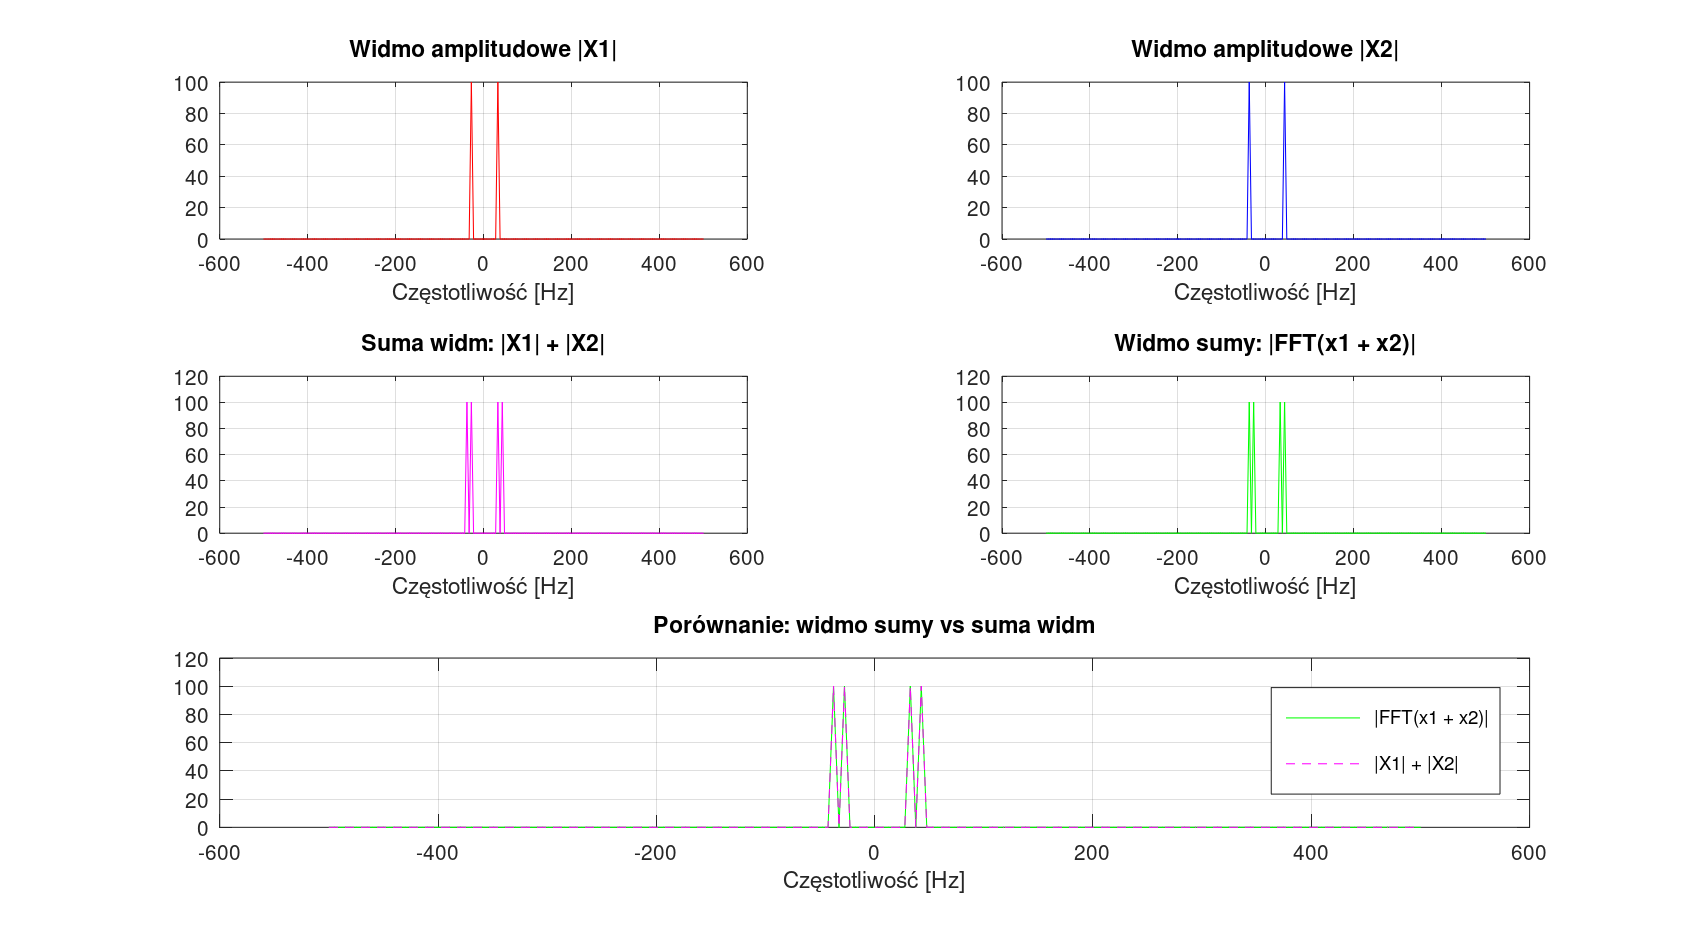 Widmo amplitudowe |X1|
100
80
60
40
20
0
-600 -400 -200 0 200 400 600
Częstotliwość [Hz]
Widmo amplitudowe |X2|
100
80
60
40
20
0
-600 -400 -200 0 200 400 600
Częstotliwość [Hz]
Suma widm: |X1| + |X2|
120
100
80
60
40
20
0
-600 -400 -200 0 200 400 600
Częstotliwość [Hz]
Widmo sumy: |FFT(x1 + x2)|
120
100
80
60
40
20
0
-600 -400 -200 0 200 400 600
Częstotliwość [Hz]
Porównanie: widmo sumy vs suma widm
120
100
80
60
40
20
0
-600 -400 -200 0 200 400 600
Częstotliwość [Hz]
|FFT(x1 + x2)|
|X1| + |X2|